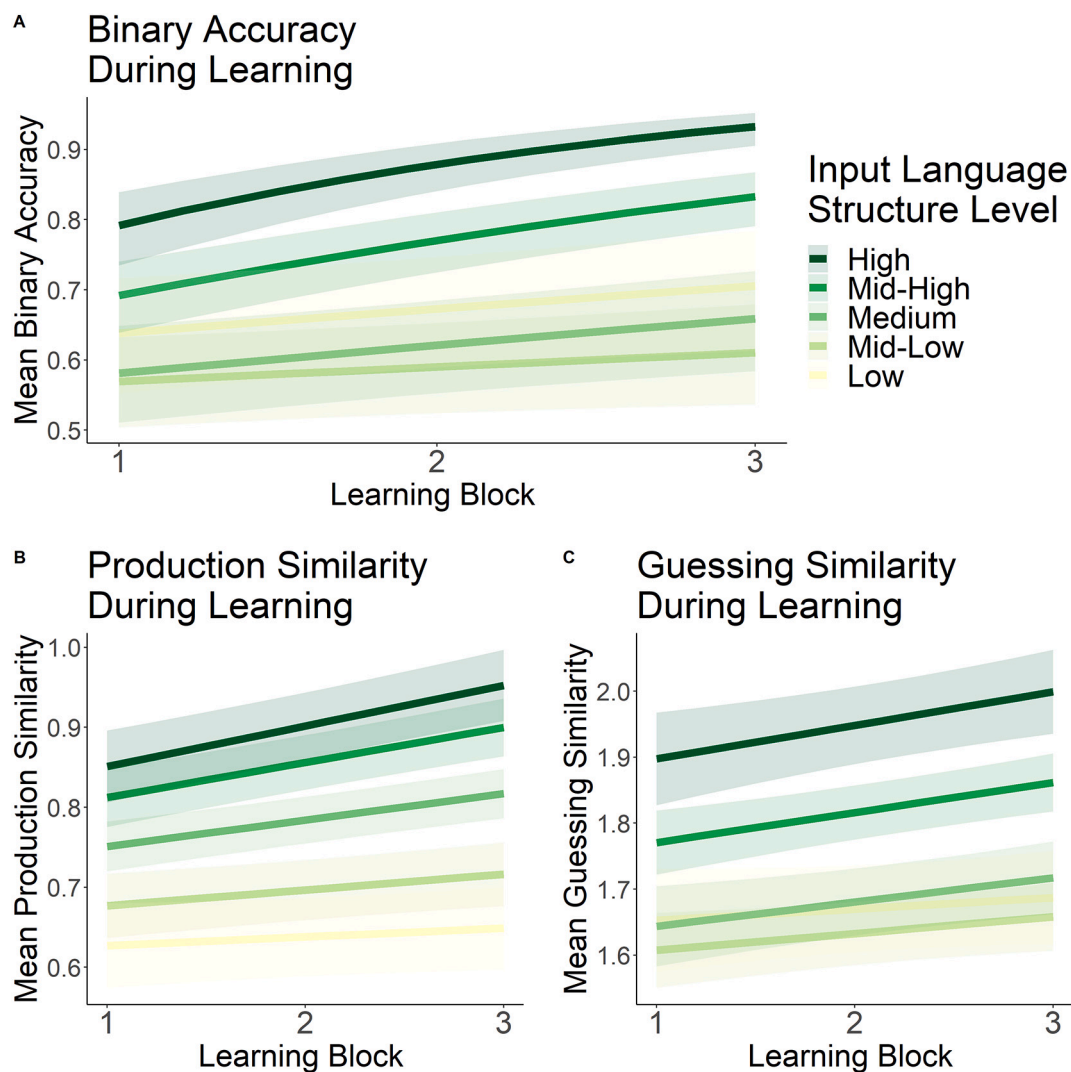 A
Binary Accuracy
During Learning
Mean Binary Accuracy
0.9
0.8
0.7
0.6
0.5
1 2 3
Learning Block
Input Language
Structure Level
High
Mid-High
Medium
Mid-Low
Low
B
Production Similarity
During Learning
Mean Production Similarity
1.0
0.9
0.8
0.7
0.6
1 2 3
Learning Block
C
Guessing Similarity
During Learning
Mean Guessing Similarity
2.0
1.9
1.8
1.7
1.6
1 2 3
Learning Block